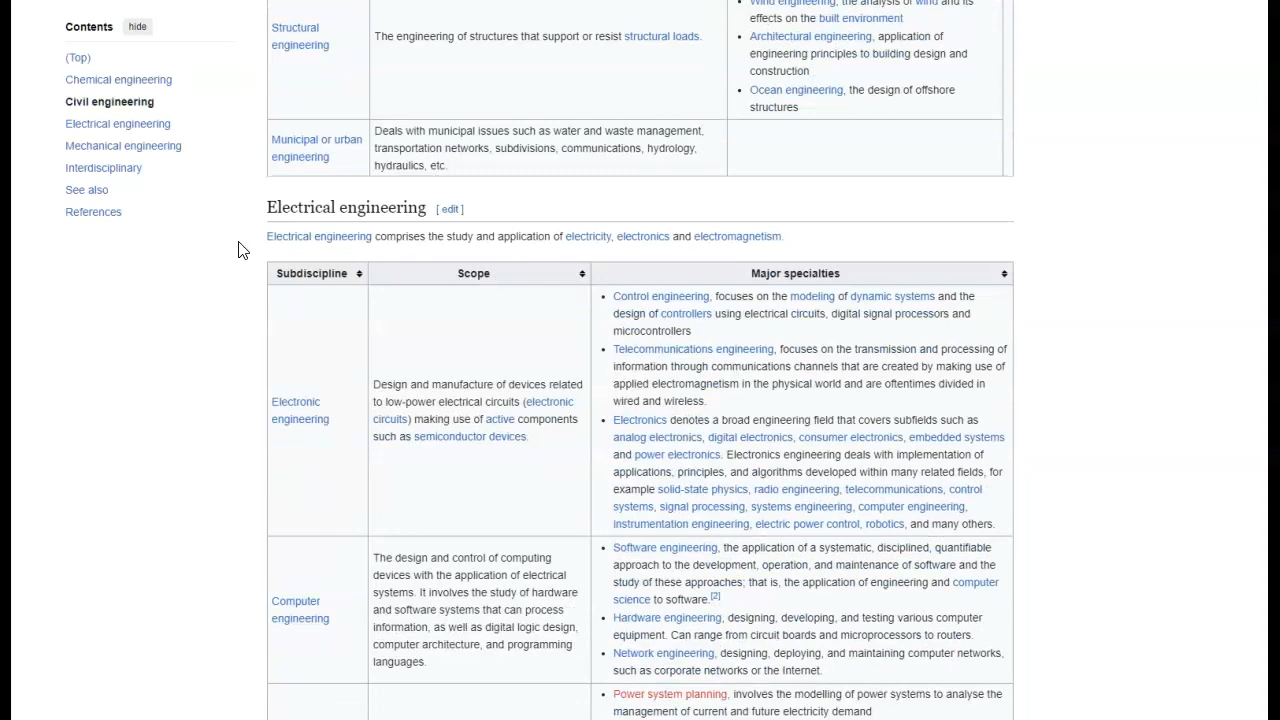 Contents hide
(Top)
Chemical engineering
Civil engineering
Electrical engineering
Mechanical engineering
Interdisciplinary
See also
References
Structural
engineering
The engineering of structures that support or resist structural loads.
• Wind engineering, the analysis of wind and its
effects on the built environment
• Architectural engineering, application of
engineering principles to building design and
construction
• Ocean engineering, the design of offshore
structures
Municipal or urban
engineering
Deals with municipal issues such as water and waste management,
transportation networks, subdivisions, communications, hydrology,
hydraulics, etc.
Electrical engineering [ edit ]
Electrical engineering comprises the study and application of electricity, electronics and electromagnetism.
Subdiscipline Scope Major specialties
Electronic
engineering
Design and manufacture of devices related
to low-power electrical circuits (electronic
circuits) making use of active components
such as semiconductor devices.
• Control engineering, focuses on the modeling of dynamic systems and the
design of controllers using electrical circuits, digital signal processors and
microcontrollers
• Telecommunications engineering, focuses on the transmission and processing of
information through communications channels that are created by making use of
applied electromagnetism in the physical world and are oftentimes divided in
wired and wireless.
• Electronics denotes a broad engineering field that covers subfields such as
analog electronics, digital electronics, consumer electronics, embedded systems
and power electronics. Electronics engineering deals with implementation of
applications, principles, and algorithms developed within many related fields, for
example solid-state physics, radio engineering, telecommunications, control
systems, signal processing, systems engineering, computer engineering,
instrumentation engineering, electric power control, robotics, and many others.
Computer
engineering
The design and control of computing
devices with the application of electrical
systems. It involves the study of hardware
and software systems that can process
information, as well as digital logic design,
computer architecture, and programming
languages.
• Software engineering, the application of a systematic, disciplined, quantifiable
approach to the development, operation, and maintenance of software and the
study of these approaches; that is, the application of engineering and computer
science to software.[2]
• Hardware engineering, designing, developing, and testing various computer
equipment. Can range from circuit boards and microprocessors to routers.
• Network engineering, designing, deploying, and maintaining computer networks,
such as corporate networks or the Internet.
• Power system planning, involves the modelling of power systems to analyse the
management of current and future electricity demand